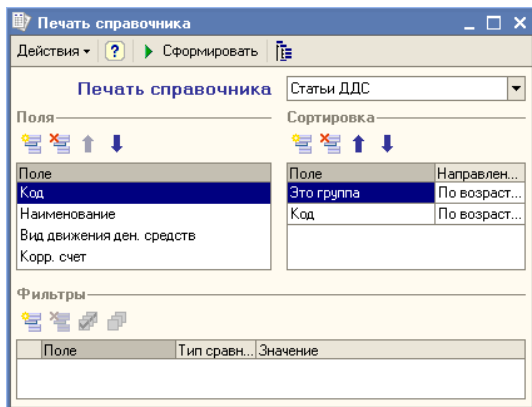 Печать справочника
Действия ? Сформировать
Печать справочника Статьи ДДС
Поля Сортировка
Поле Поле Направлен...
Код Это группа По возраст...
Наименование Код По возраст...
Вид движения ден. средств
Корр. счет
Фильтры
Поле Тип сравн... Значение